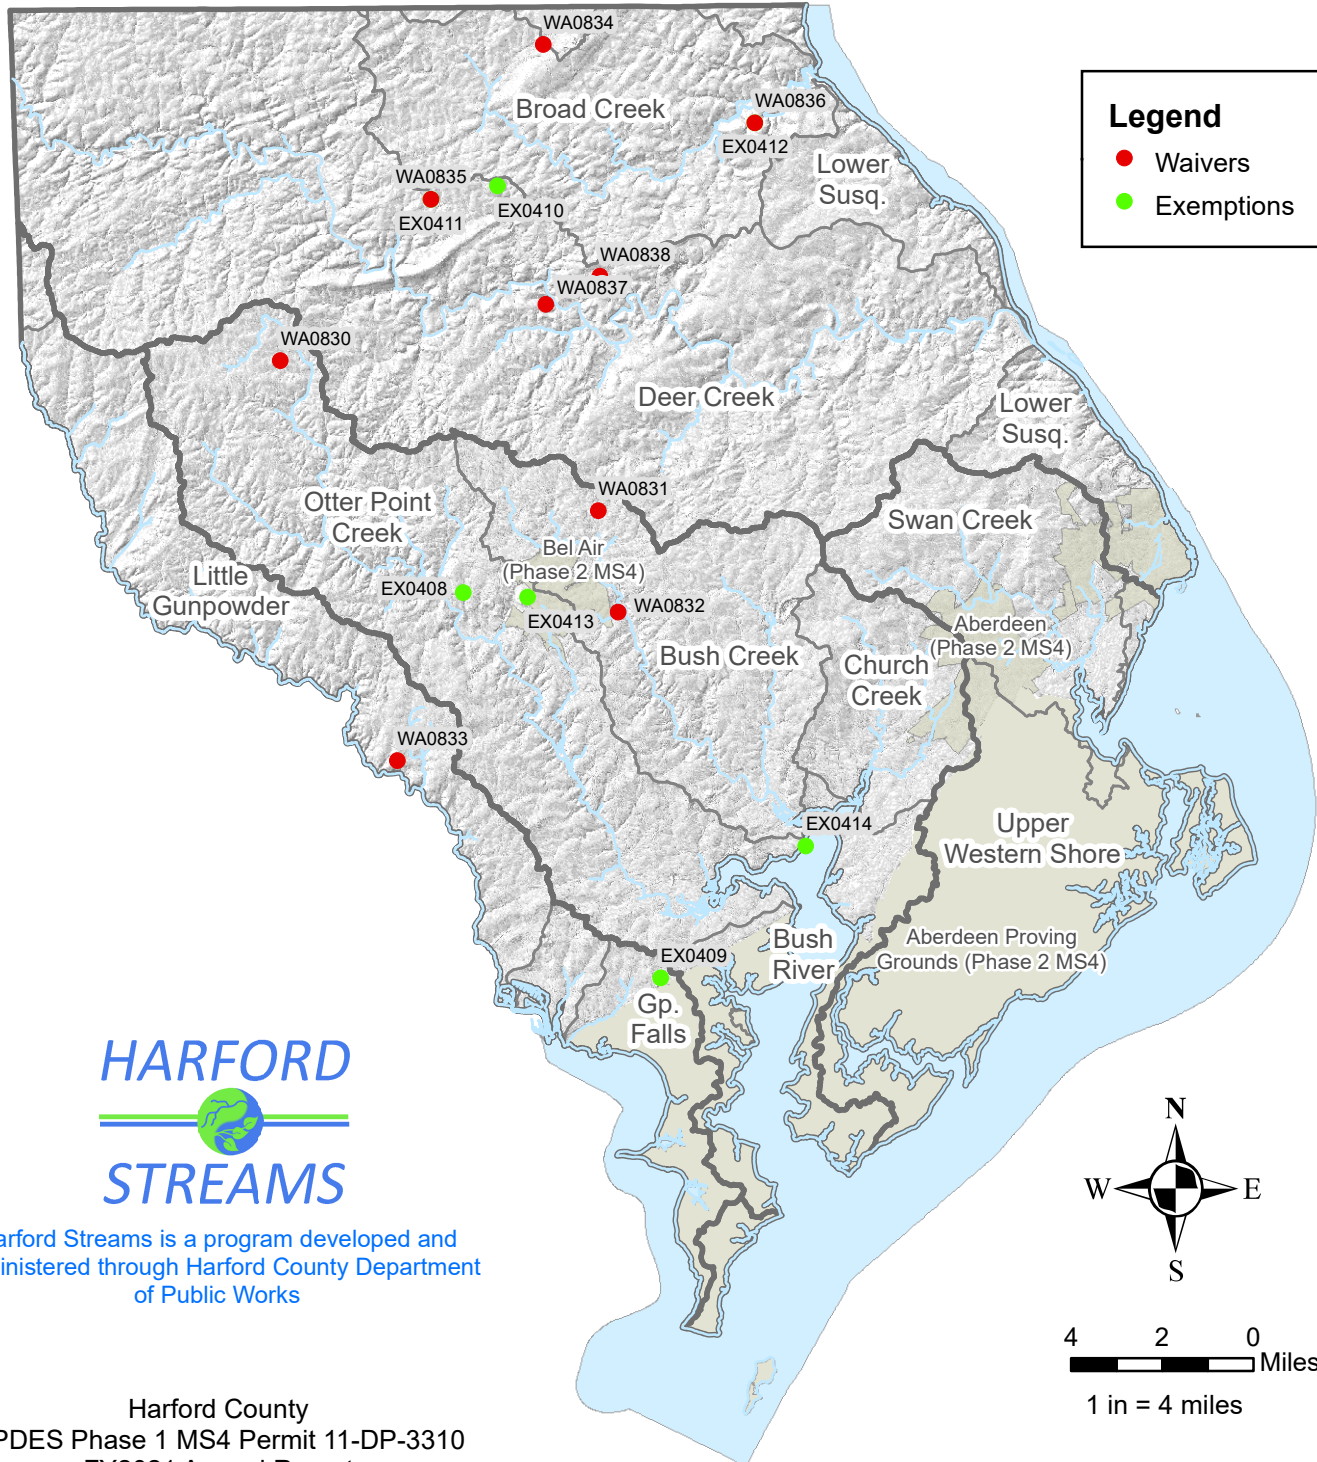 WA0834
WA0836
Broad Creek
EX0412
Lower
Susq.
WA0835
EX0411
EX0410
WA0838
WA0837
WA0830
Deer Creek
Lower
Susq.
WA0831
Otter Point
Creek
Swan Creek
Bel Air
(Phase 2 MS4)
Little
Gunpowder
EX0408
EX0413
WA0832
Aberdeen
(Phase 2 MS4)
Bush Creek
Church
Creek
WA0833
EX0414
Upper
Western Shore
Bush
River
Aberdeen Proving
Grounds (Phase 2 MS4)
EX0409
Gp.
Falls
Legend
Waivers
Exemptions
HARFORD
STREAMS
arford Streams is a program developed and
inistered through Harford County Department
of Public Works
N
W
E
S
4 2 0
Miles
1 in = 4 miles
Harford County
PDES Phase 1 MS4 Permit 11-DP-3310